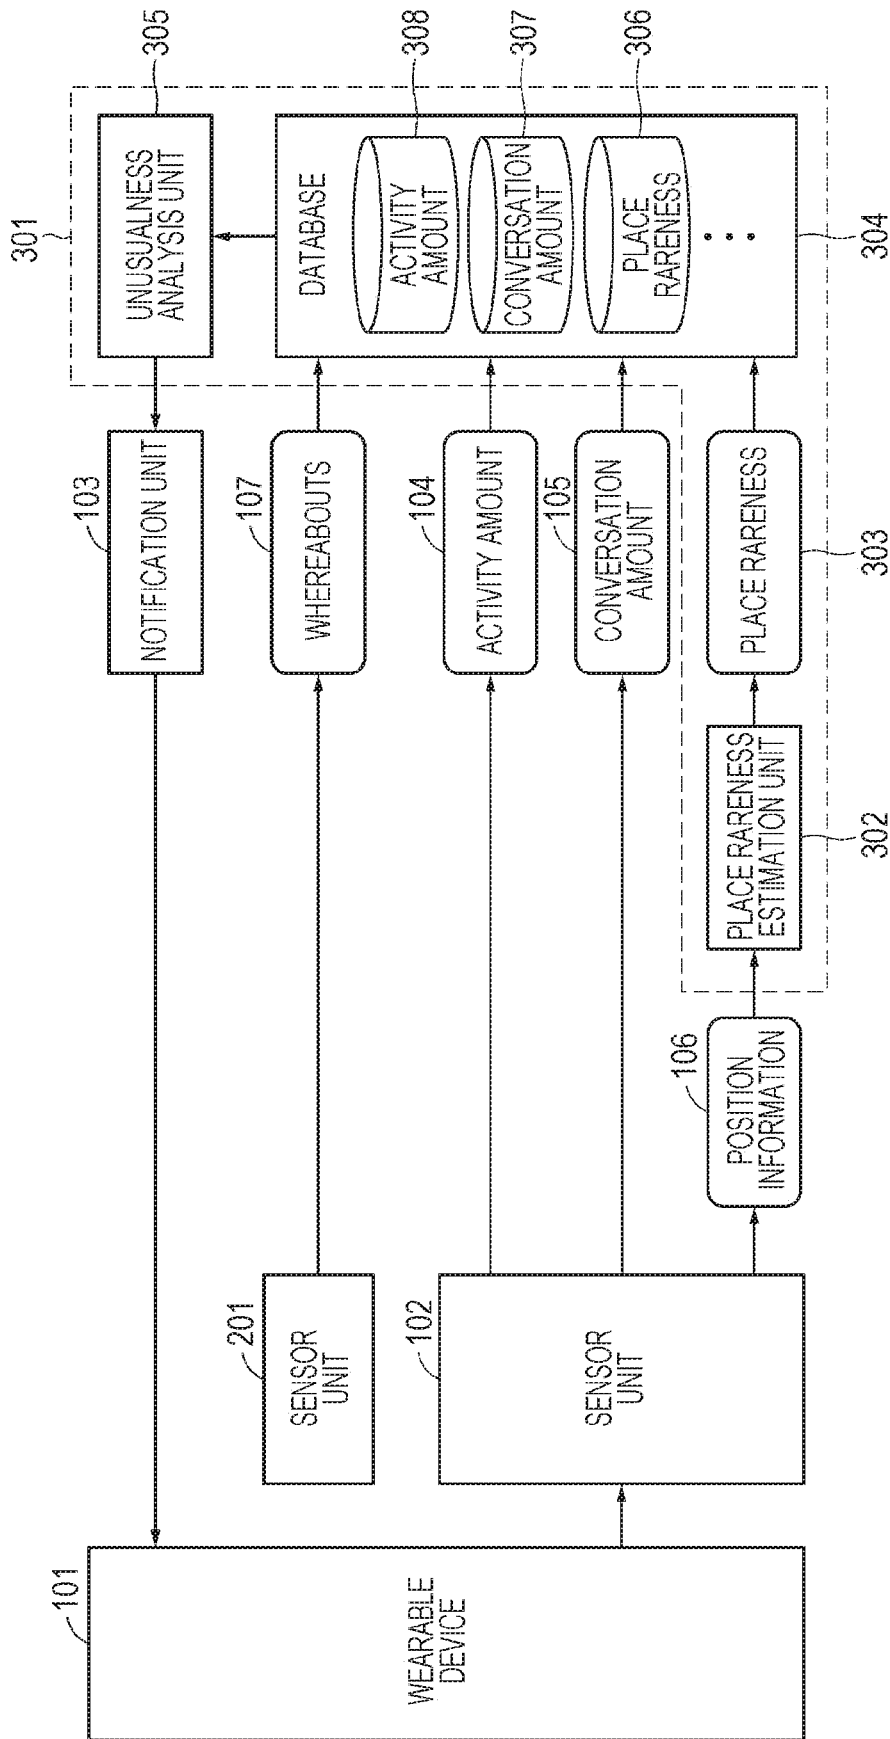 101
WEARABLE
DEVICE
201
SENSOR
UNIT
102
SENSOR
UNIT
106
POSITION
INFORMATION
103
NOTIFICATION UNIT
107
WHEREABOUTS
104
ACTIVITY AMOUNT
105
CONVERSATION
AMOUNT
PLACE RARENESS
ESTIMATION UNIT
302
PLACE RARENESS
303
301
UNUSUALNESS
ANALYSIS UNIT
305
DATABASE
ACTIVITY
AMOUNT
308
CONVERSATION
AMOUNT
307
PLACE
RARENESS
306
304